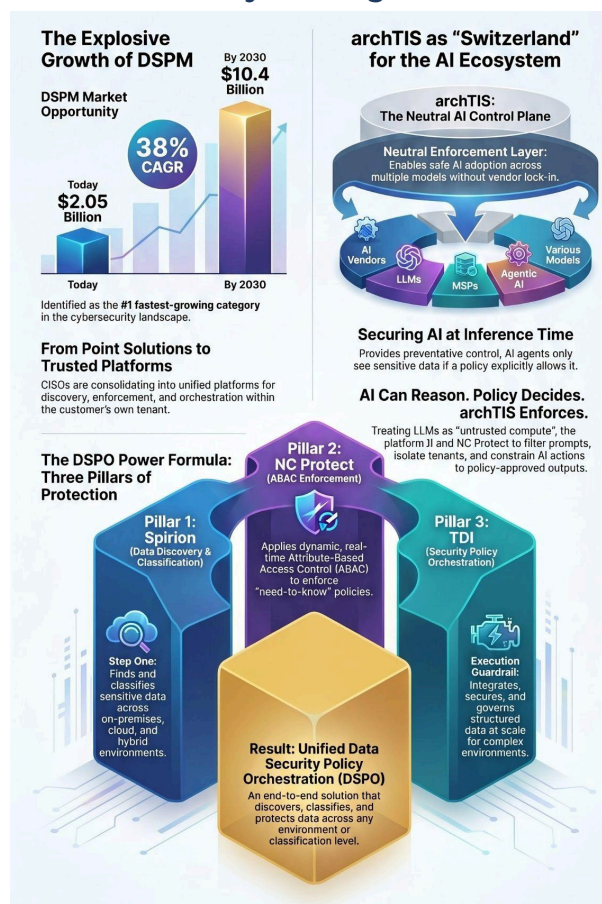 The Explosive
Growth of DSPM
DSPM Market
Opportunity
By 2030
$10.4
Billion
38%
CAGR
Today
$2.05
Billion
Today
By 2030
Identified as the #1 fastest-growing category
in the cybersecurity landscape.
From Point Solutions to
Trusted Platforms
CISOs are consolidating into unified platforms for
discovery, enforcement, and orchestration within
the customer's own tenant.
archTIS as “Switzerland”
for the AI Ecosystem
archTIS:
The Neutral AI Control Plane
Neutral Enforcement Layer:
Enables safe AI adoption across
multiple models without vendor lock-in.
AI
Vendors
LLMs
MSPs
Agentic
AI
Various
Models
Securing AI at Inference Time
Provides preventative control, AI agents only
see sensitive data if a policy explicitly allows it.
AI Can Reason. Policy Decides.
archTIS Enforces.
Treating LLMs as “untrusted compute”, the
platform JI and NC Protect to filter prompts,
isolate tenants, and constrain AI actions
to policy-approved outputs.
The DSPO Power Formula:
Three Pillars of
Protection
Pillar 1:
Spirion
(Data Discovery &
Classification)
Step One:
Finds and
classifies
sensitive data
across
on-premises,
cloud, and
hybrid
environments.
Pillar 2:
NC Protect
(ABAC Enforcement)
Applies dynamic, real-
time Attribute-Based
Access Control (ABAC)
to enforce
“need-to-know” policies.
Pillar 3:
TDI
(Security Policy
Orchestration)
Execution
Guardrail:
Integrates,
secures, and
governs
structured
data at scale
for complex
environments.
Result: Unified Data
Security Policy
Orchestration (DSPO)
An end-to-end solution that
discovers, classifies, and
protects data across any
environment or
classification level.